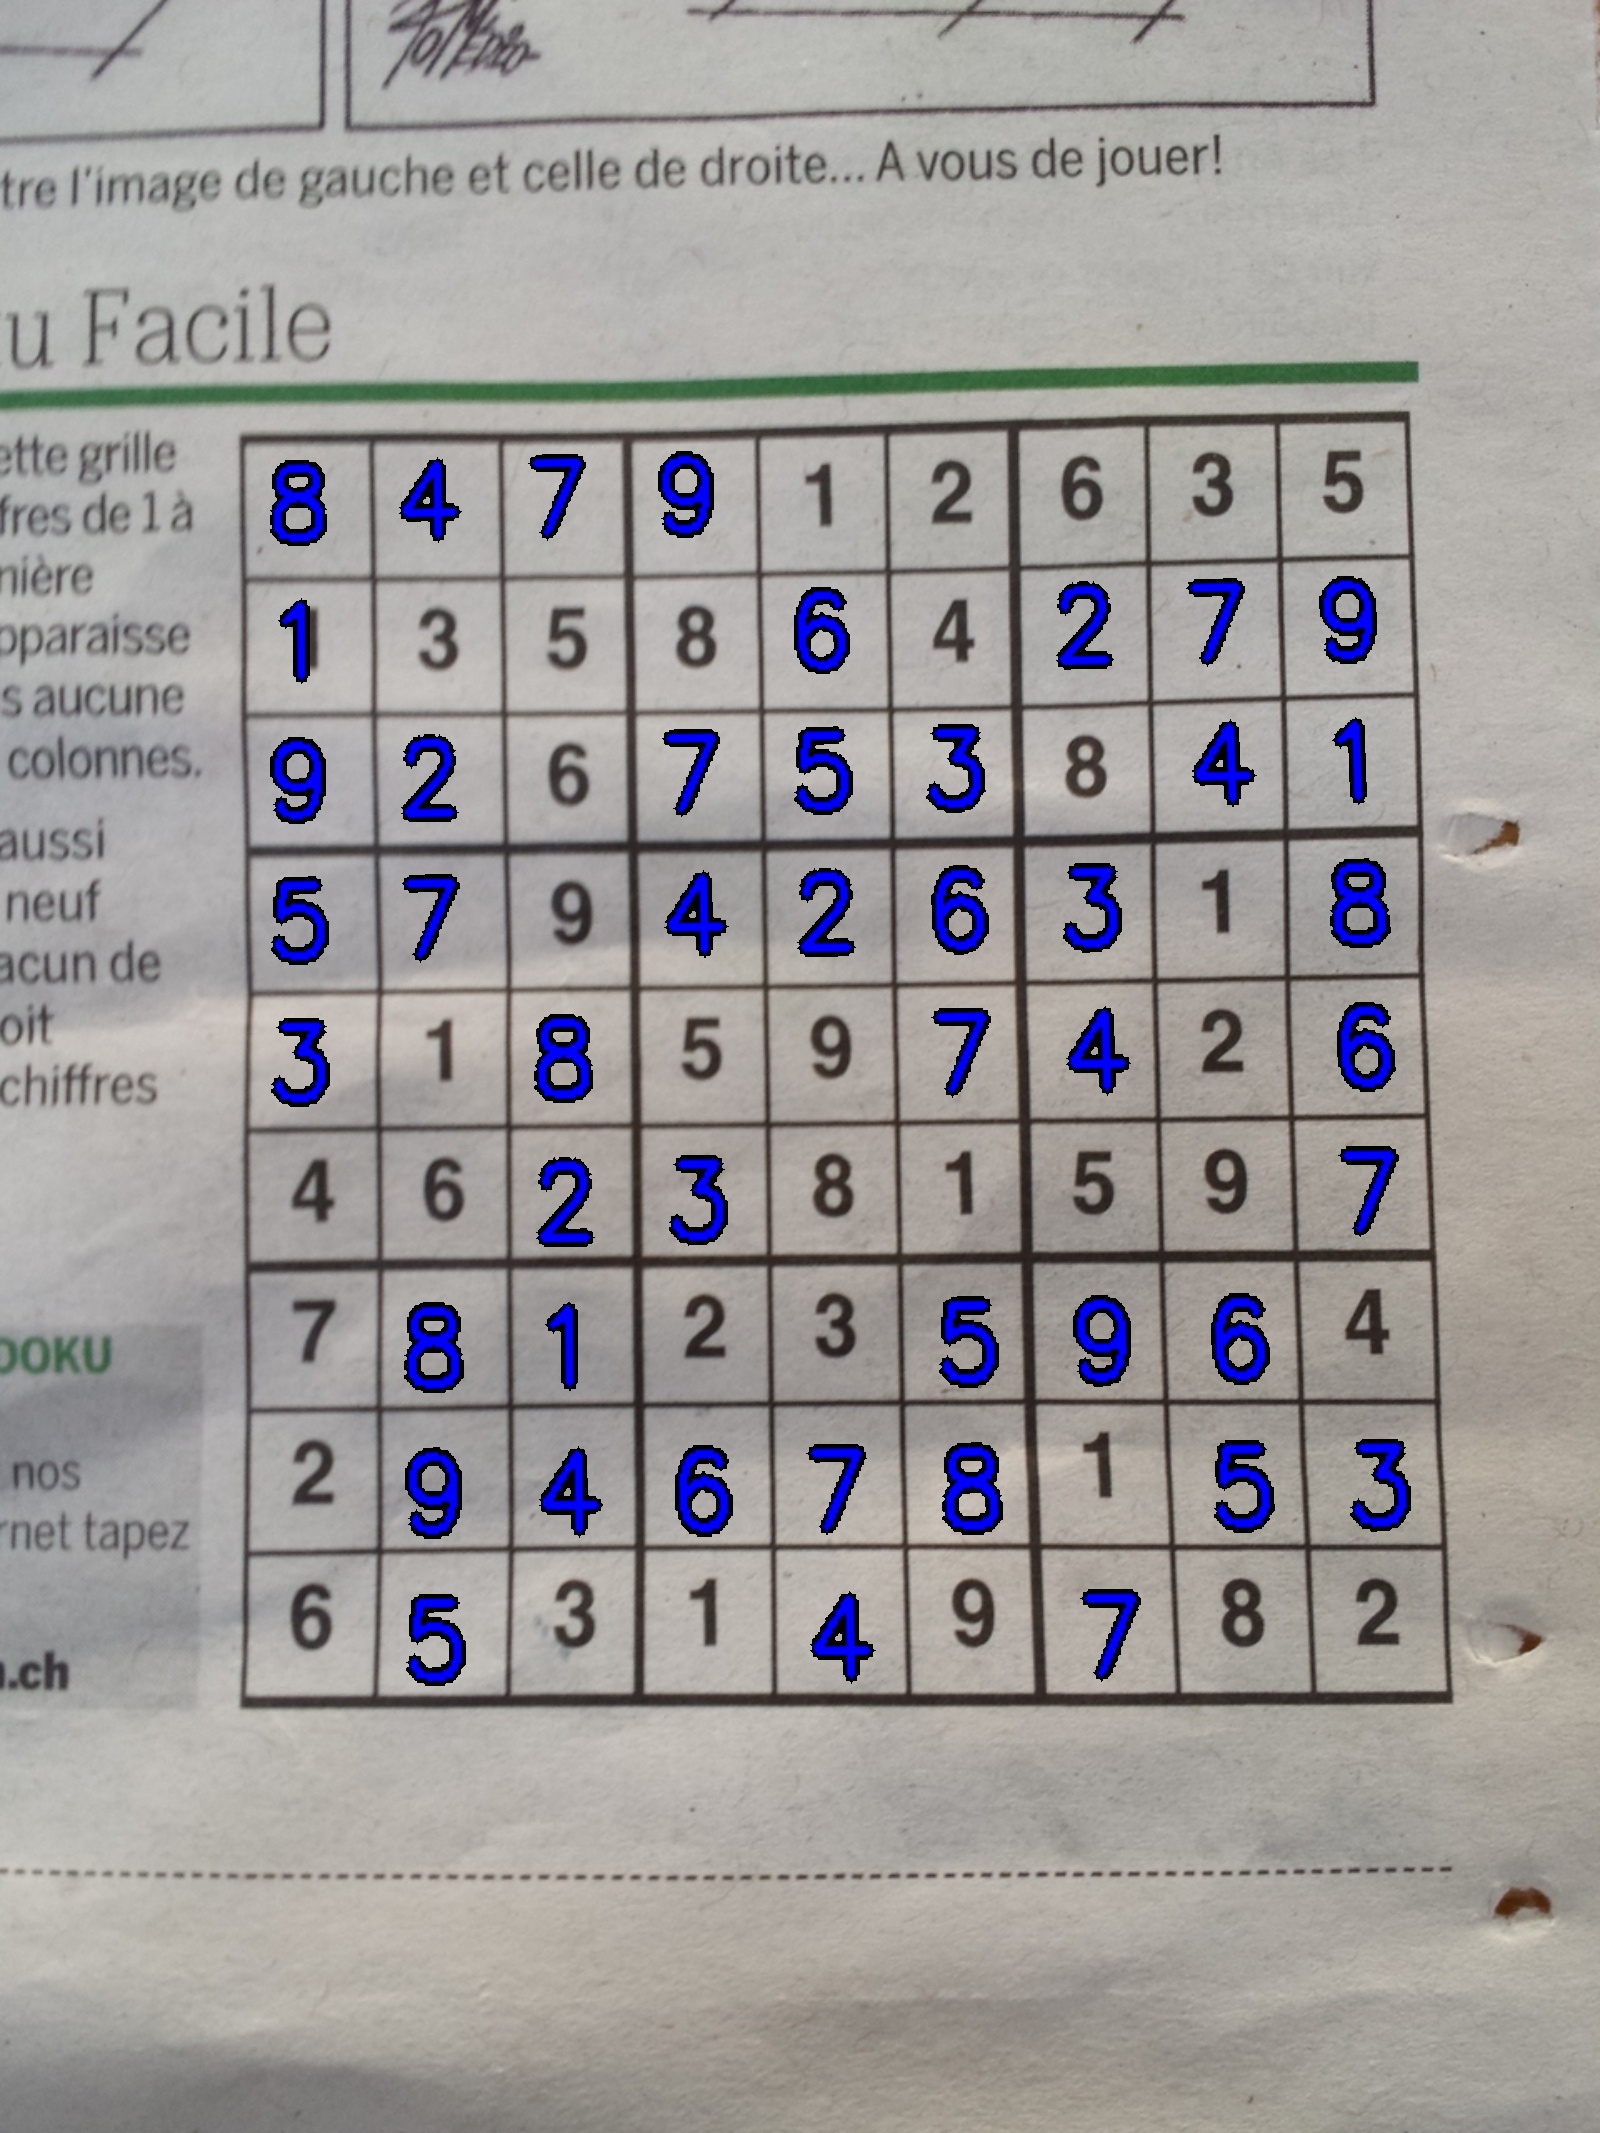 tre l'image de gauche et celle de droite... A vous de jouer!
u Facile
ette grille
fres de 1 à
nière
pparaisse
s aucune
colonnes.
aussi
neuf
acun de
oit
chiffres
DOKU
nos
rnet tapez
.ch
8 4 7 9 1 2 6 3 5
1 3 5 8 6 4 2 7 9
9 2 6 7 5 3 8 4 1
5 7 9 4 2 6 3 1 8
3 1 8 5 9 7 4 2 6
4 6 2 3 8 1 5 9 7
7 8 1 2 3 5 9 6 4
2 9 4 6 7 8 1 5 3
6 5 3 1 4 9 7 8 2